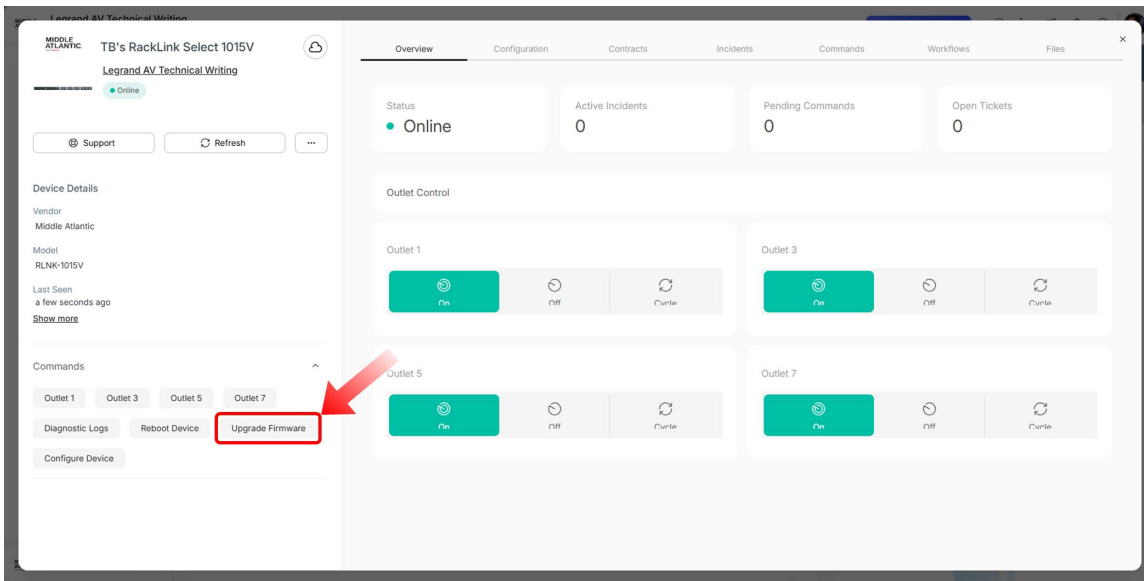 Legrand AV Technical Writing
MIDDLE
ATLANTIC
TB's RackLink Select 1015V
Legrand AV Technical Writing
Online
Support
Refresh
...
Device Details
Vendor
Middle Atlantic
Model
RLNK-1015V
Last Seen
a few seconds ago
Show more
Commands
Outlet 1 Outlet 3 Outlet 5 Outlet 7
Diagnostic Logs Reboot Device Upgrade Firmware
Configure Device
Overview Configuration Contracts Incidents Commands Workflows Files
Status
Online
Active Incidents
0
Pending Commands
0
Open Tickets
0
Outlet Control
Outlet 1
On Off Cycle
Outlet 3
On Off Cycle
Outlet 5
On Off Cycle
Outlet 7
On Off Cycle